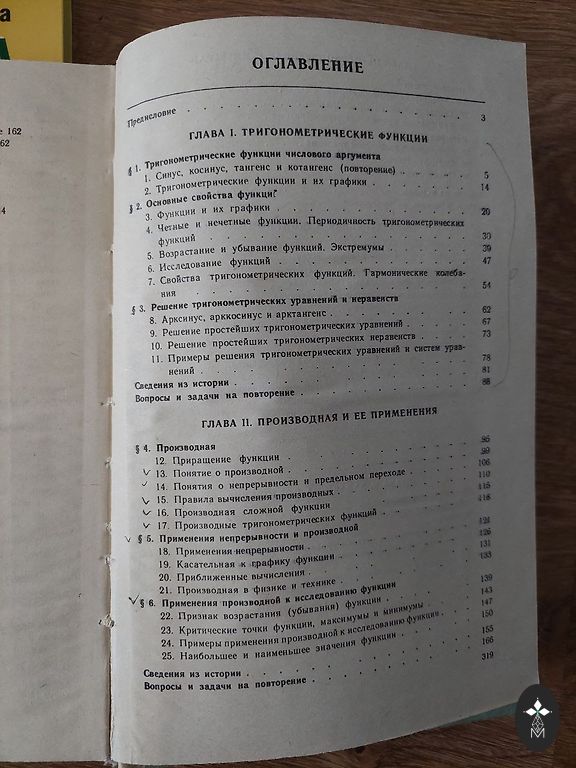 а
е 162
62
4
ОГЛАВЛЕНИЕ
Предисловие . . . 3
ГЛАВА I. ТРИГОНОМЕТРИЧЕСКИЕ ФУНКЦИИ
§ 1. Тригонометрические функции числового аргумента
1. Синус, косинус, тангенс и котангенс (повторение) . . . 5
2. Тригонометрические функции и их графики . . . 14
§ 2. Основные свойства функци
3. Функции и их графики . . . 20
4. Четные и нечетные функции. Периодичность тригонометрических
функций . . . 30
5. Возрастание и убывание функций. Экстремумы . . . 39
6. Исследование функций . . . 47
7. Свойства тригонометрических функций. Гармонические колеба-
ния . . . 54
§ 3. Решение тригонометрических уравнений и неравенств
8. Арксинус, арккосинус и арктангенс . . . 62
9. Решение простейших тригонометрических уравнений . . . 67
10. Решение простейших тригонометрических неравенств . . . 73
11. Примеры решения тригонометрических уравнений и систем урав-
нений . . . 78
Сведения из истории . . . 81
Вопросы и задачи на повторение . . . 88
ГЛАВА II. ПРОИЗВОДНАЯ И ЕЕ ПРИМЕНЕНИЯ
§ 4. Производная
12. Приращение функции . . . 95
13. Понятие о производной . . . 99
14. Понятия о непрерывности и предельном переходе . . . 106
15. Правила вычисления производных . . . 110
16. Производная сложной функции . . . 115
17. Производные тригонометрических функций . . . 118
§ 5. Применения непрерывности и производной
18. Применения непрерывности . . . 121
19. Касательная к графику функции . . . 126
20. Приближенные вычисления . . . 131
21. Производная в физике и технике . . . 133
§ 6. Применения производной к исследованию функции
22. Признак возрастания (убывания) функции . . . 139
23. Критические точки функции, максимумы и минимумы . . . 143
24. Примеры применения производной к исследованию функции . . . 147
25. Наибольшее и наименьшее значения функции . . . 150
Сведения из истории . . . 155
Вопросы и задачи на повторение . . . 166
319
М